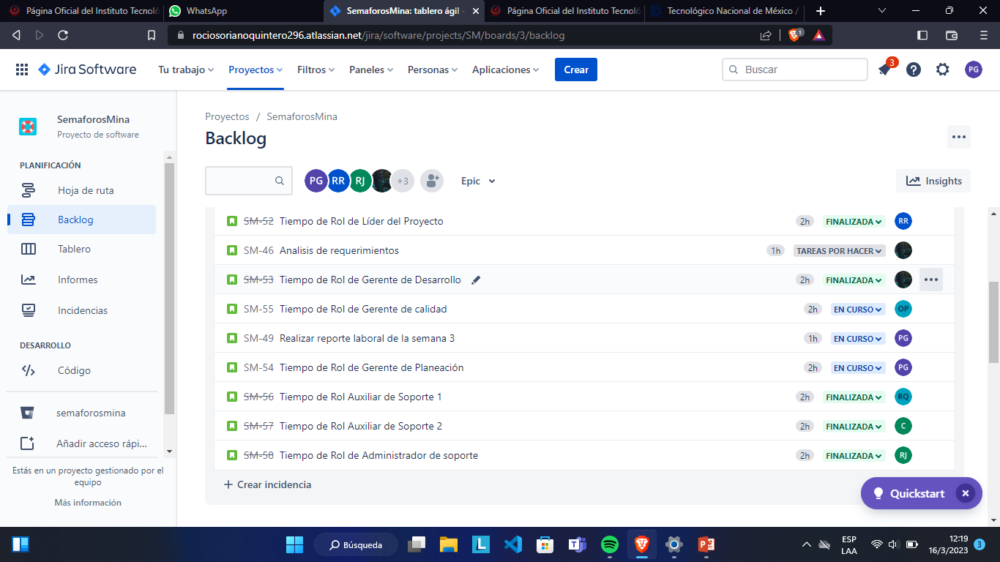 Página Oficial del Instituto Tecnoló
WhatsApp
SemaforosMina: tablero ágil -
Página Oficial del Instituto Tecnoló
Tecnológico Nacional de México /
rociosorianoquintero296.atlassian.net/jira/software/projects/SM/boards/3/backlog
1
Jira Software
Tu trabajo
Proyectos
Filtros
Paneles
Personas
Aplicaciones
Crear
Buscar
3
PG
SemaforosMina
Proyecto de software
PLANIFICACIÓN
Hoja de ruta
Backlog
Tablero
Informes
Incidencias
DESARROLLO
Código
semaforosmina
Añadir acceso rápi...
Estás en un proyecto gestionado por el
equipo
Más información
Proyectos / SemaforosMina
Backlog
PG RR RJ +3
Epic
Insights
SM-52 Tiempo de Rol de Líder del Proyecto 2h FINALIZADA RR
SM-46 Analisis de requerimientos 1h TAREAS POR HACER
SM-53 Tiempo de Rol de Gerente de Desarrollo 2h FINALIZADA
SM-55 Tiempo de Rol de Gerente de calidad 2h EN CURSO OP
SM-49 Realizar reporte laboral de la semana 3 1h EN CURSO PG
SM-54 Tiempo de Rol de Gerente de Planeación 2h EN CURSO PG
SM-56 Tiempo de Rol Auxiliar de Soporte 1 2h FINALIZADA RQ
SM-57 Tiempo de Rol Auxiliar de Soporte 2 2h FINALIZADA C
SM-58 Tiempo de Rol de Administrador de soporte 2h FINALIZADA RJ
+ Crear incidencia
Quickstart
Búsqueda
ESP
LAA
12:19
16/3/2023
3